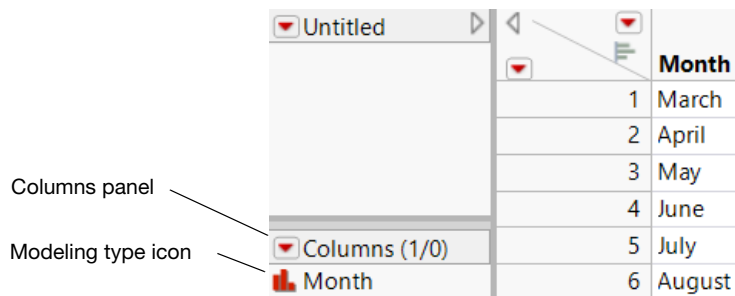 Untitled
Month
1 March
2 April
3 May
4 June
5 July
6 August
Columns panel
Columns (1/0)
Modeling type icon
Month